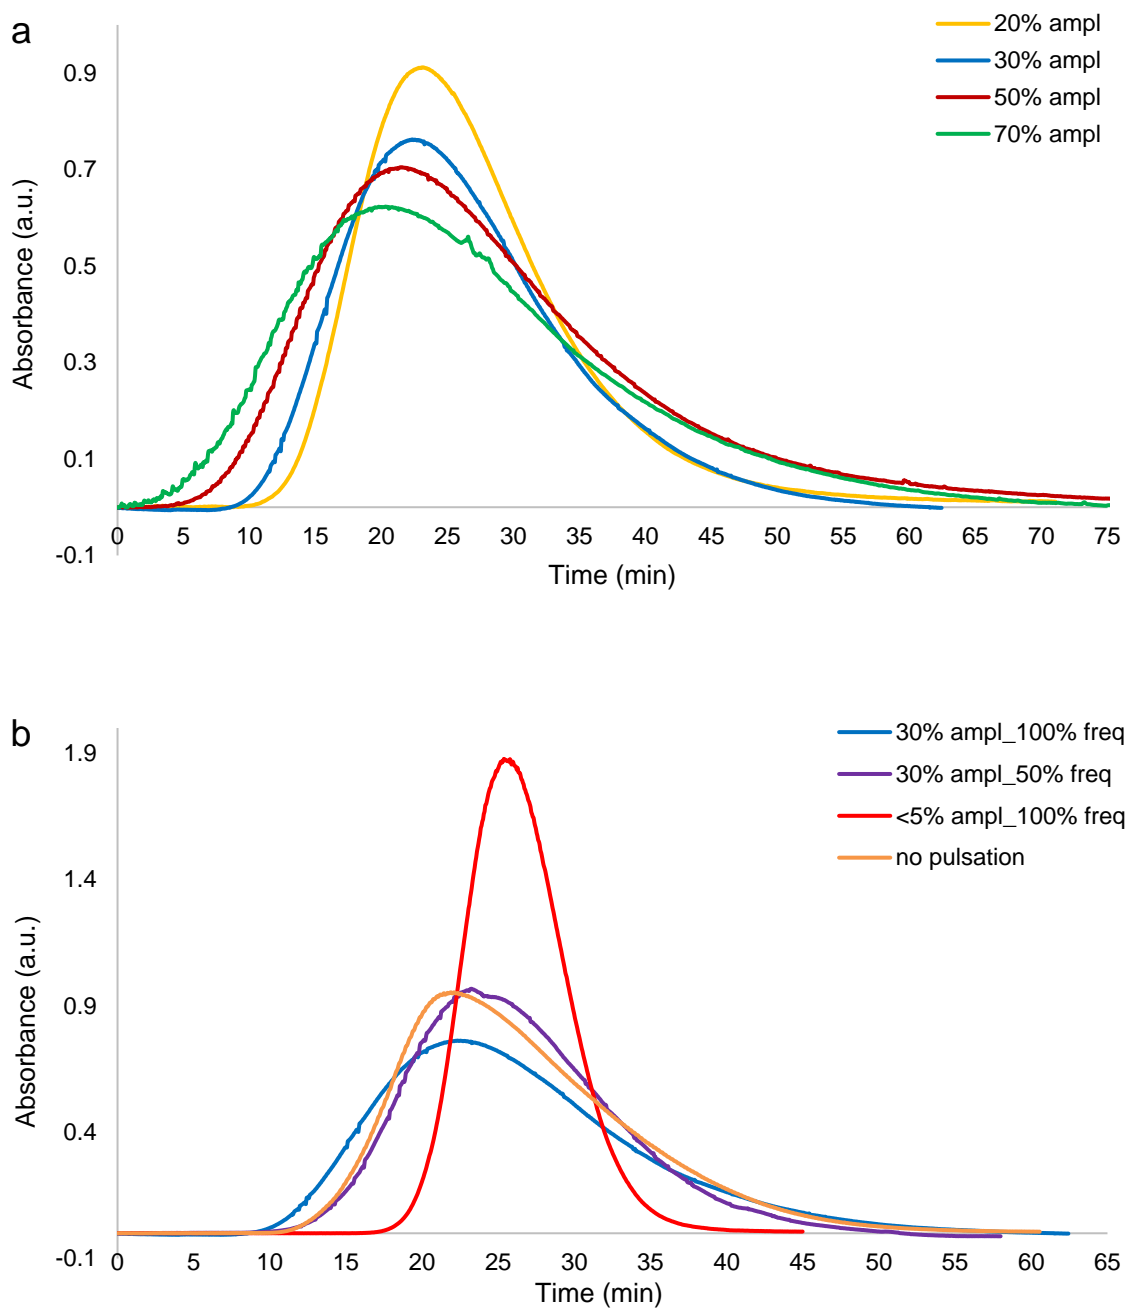 a
20% ampl
30% ampl
50% ampl
70% ampl
Absorbance (a.u.)
0.9
0.7
0.5
0.3
0.1
-0.1
0 5 10 15 20 25 30 35 40 45 50 55 60 65 70 75
Time (min)
b
30% ampl_100% freq
30% ampl_50% freq
<5% ampl_100% freq
no pulsation
Absorbance (a.u.)
1.9
1.4
0.9
0.4
-0.1
0 5 10 15 20 25 30 35 40 45 50 55 60 65
Time (min)